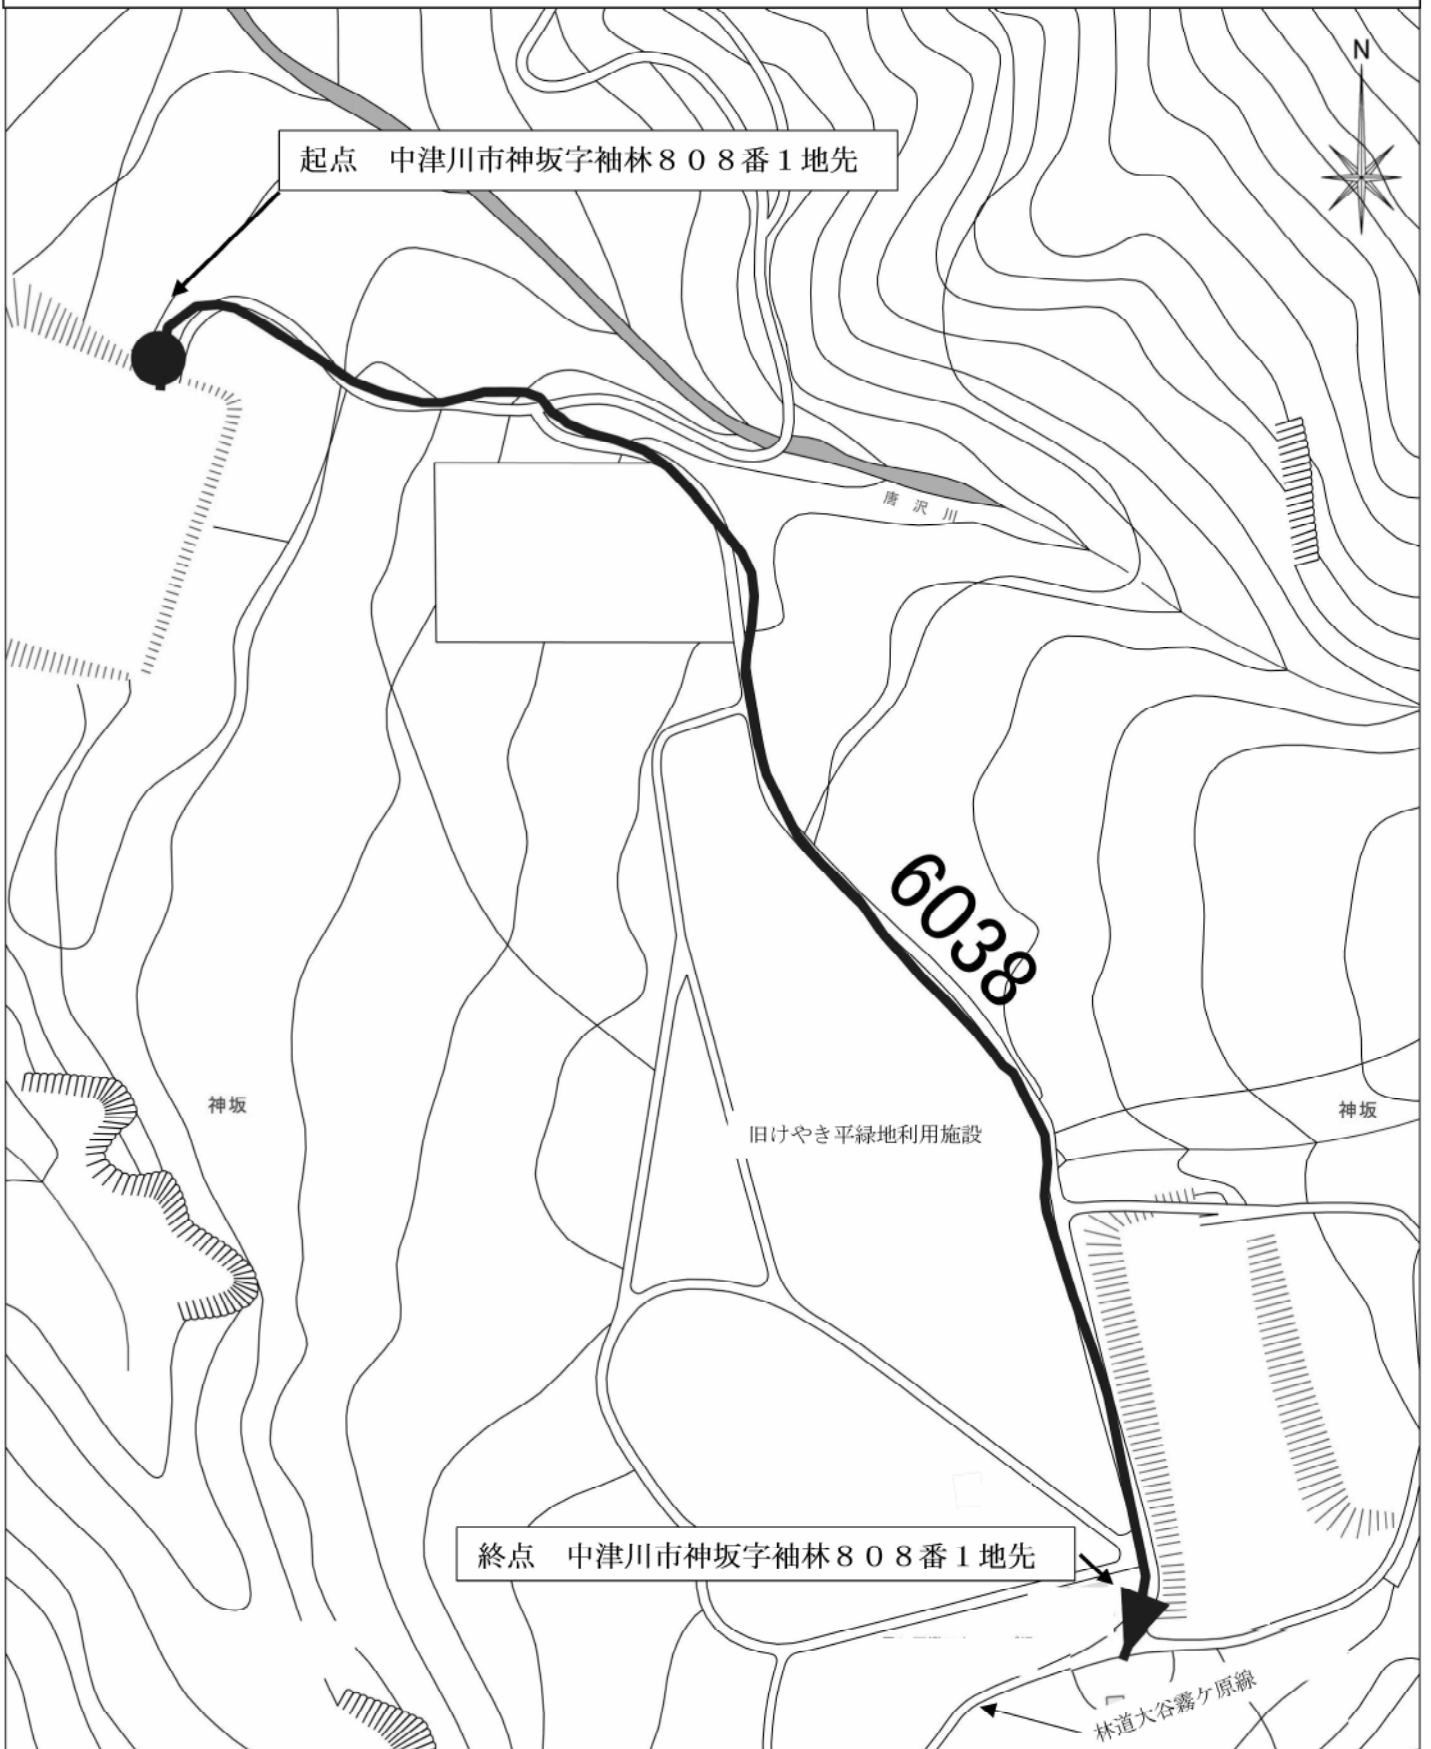 N
起点　中津川市神坂字袖林８０８番１地先
唐沢川
6038
神坂
神坂
旧けやき平緑地利用施設
終点　中津川市神坂字袖林８０８番１地先
林道大谷霧ケ原線